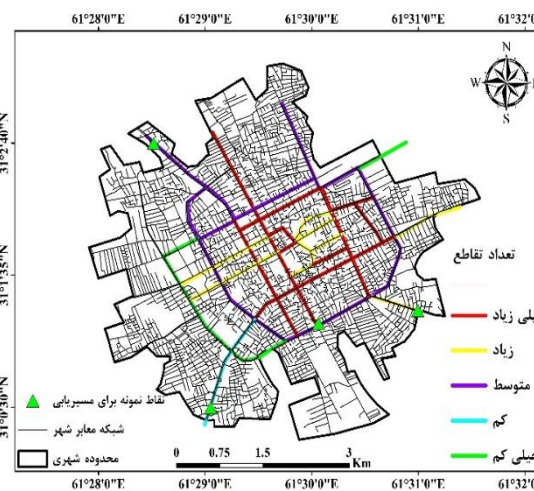 61°28'0"E 61°29'0"E 61°30'0"E 61°31'0"E 61°32'0"E
N
S
31°2'40"N
31°1'35"N
31°0'30"N
تعداد تقاطع
خیلی زیاد
زیاد
متوسط
کم
خیلی کم
نقاط نمونه برای مسیریابی
شبکه معابر شهر
محدوده شهری
0 0.75 1.5 3
Km
61°28'0"E 61°29'0"E 61°30'0"E 61°31'0"E 61°32'0"E